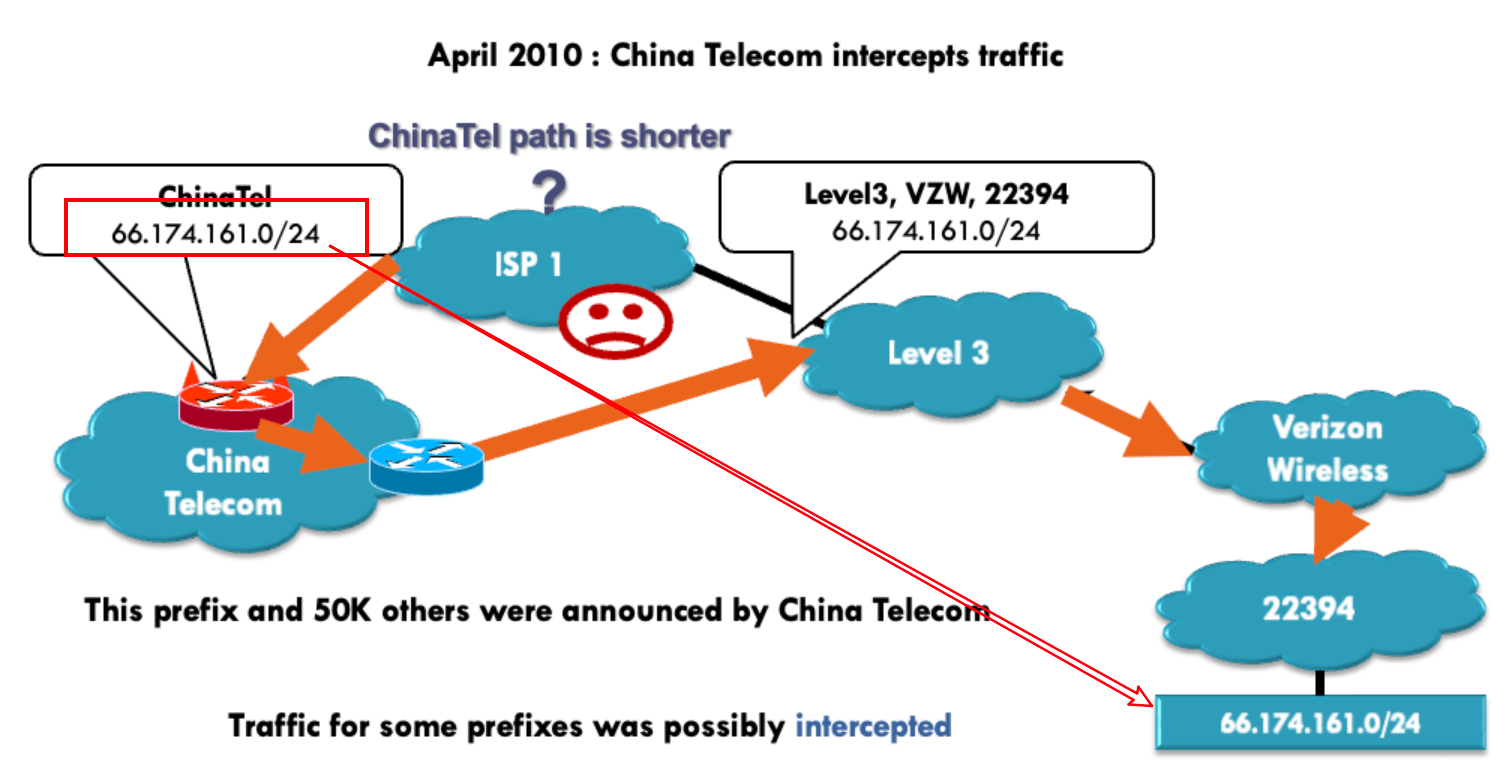 April 2010 : China Telecom intercepts traffic
ChinaTel path is shorter
?
ChinaTel
66.174.161.0/24
Level3, VZW, 22394
66.174.161.0/24
ISP 1
Level 3
China
Telecom
Verizon
Wireless
22394
This prefix and 50K others were announced by China Telecom
66.174.161.0/24
Traffic for some prefixes was possibly intercepted